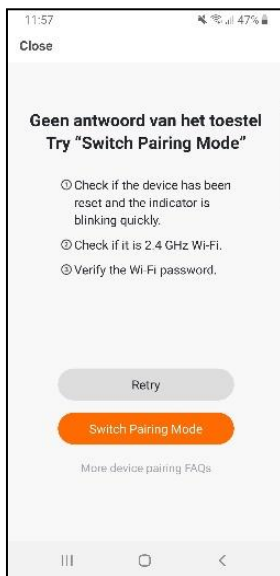 11:57 47%
Close
Geen antwoord van het toestel
Try “Switch Pairing Mode”
① Check if the device has been
reset and the indicator is
blinking quickly.
② Check if it is 2.4 GHz Wi-Fi.
③ Verify the Wi-Fi password.
Retry
Switch Pairing Mode
More device pairing FAQs